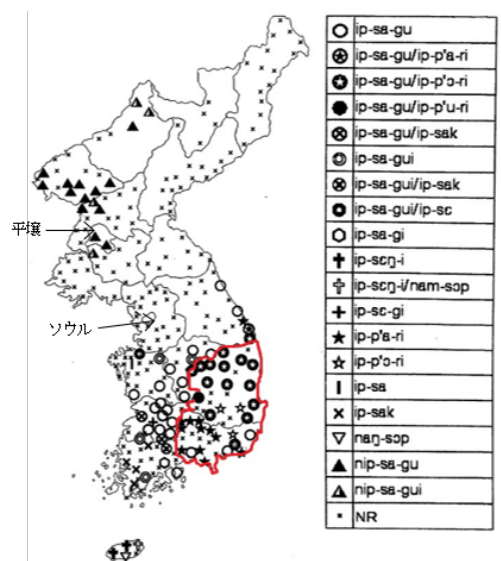 平壌
ソウル
ip-sa-gu
ip-sa-gu/ip-p'a-ri
ip-sa-gu/ip-p'ɔ-ri
ip-sa-gu/ip-p'u-ri
ip-sa-gu/ip-sak
ip-sa-gui
ip-sa-gui/ip-sak
ip-sa-gui/ip-sɛ
ip-sa-gi
ip-sɛŋ-i
ip-sɛŋ-i/nam-sɔp
ip-sɛ-gi
ip-p'a-ri
ip-p'ɔ-ri
ip-sa
ip-sak
naŋ-sɔp
nip-sa-gu
nip-sa-gui
NR